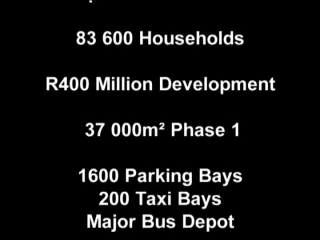 83 600 Households
R400 Million Development
37 000m² Phase 1
1600 Parking Bays
200 Taxi Bays
Major Bus Depot